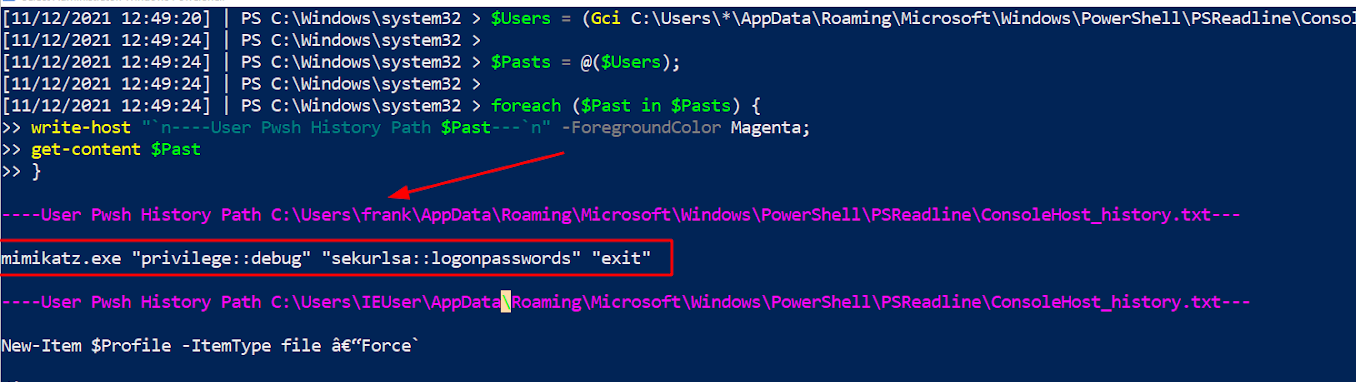 [11/12/2021 12:49:20] | PS C:\Windows\system32 > $Users = (Gci C:\Users\*\AppData\Roaming\Microsoft\Windows\PowerShell\PSReadline\Conso
[11/12/2021 12:49:24] | PS C:\Windows\system32 >
[11/12/2021 12:49:24] | PS C:\Windows\system32 > $Pasts = @($Users);
[11/12/2021 12:49:24] | PS C:\Windows\system32 >
[11/12/2021 12:49:24] | PS C:\Windows\system32 > foreach ($Past in $Pasts) {
>> write-host "`n----User Pwsh History Path $Past---`n" -ForegroundColor Magenta;
>> get-content $Past
>> }
----User Pwsh History Path C:\Users\frank\AppData\Roaming\Microsoft\Windows\PowerShell\PSReadline\ConsoleHost_history.txt---
mimikatz.exe "privilege::debug" "sekurlsa::logonpasswords" "exit"
----User Pwsh History Path C:\Users\IEUser\AppData\Roaming\Microsoft\Windows\PowerShell\PSReadline\ConsoleHost_history.txt---
New-Item $Profile -ItemType file â€“Force`